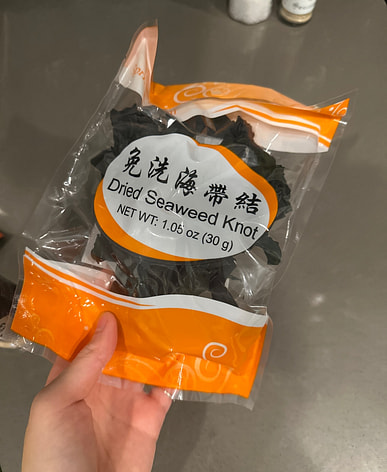 免洗海帶結
Dried Seaweed Knot
NET WT: 1.05 oz (30 g)